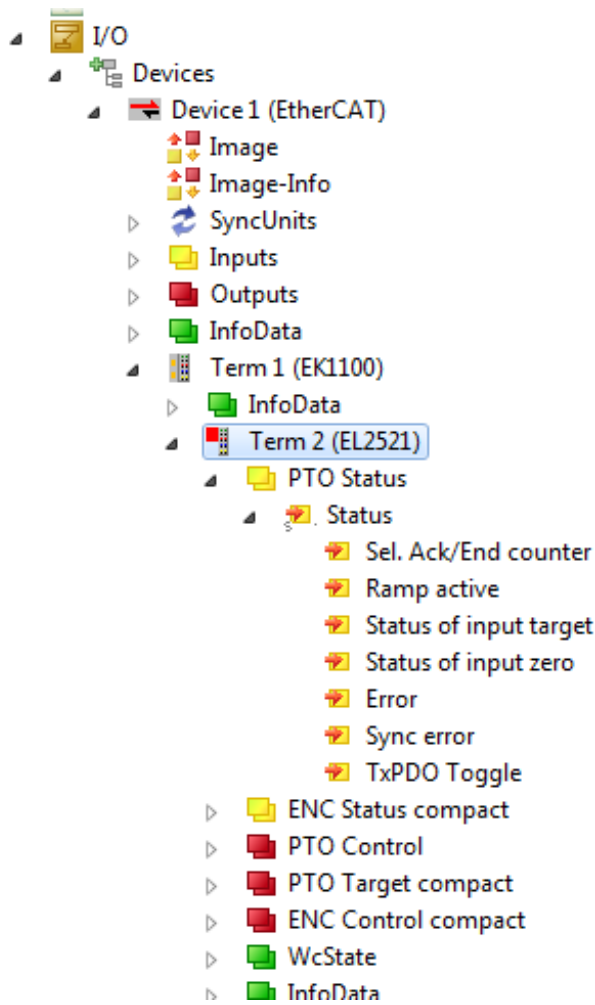 I/O
Devices
Device 1 (EtherCAT)
Image
Image-Info
SyncUnits
Inputs
Outputs
InfoData
Term 1 (EK1100)
InfoData
Term 2 (EL2521)
PTO Status
Status
Sel. Ack/End counter
Ramp active
Status of input target
Status of input zero
Error
Sync error
TxPDO Toggle
ENC Status compact
PTO Control
PTO Target compact
ENC Control compact
WcState
InfoData